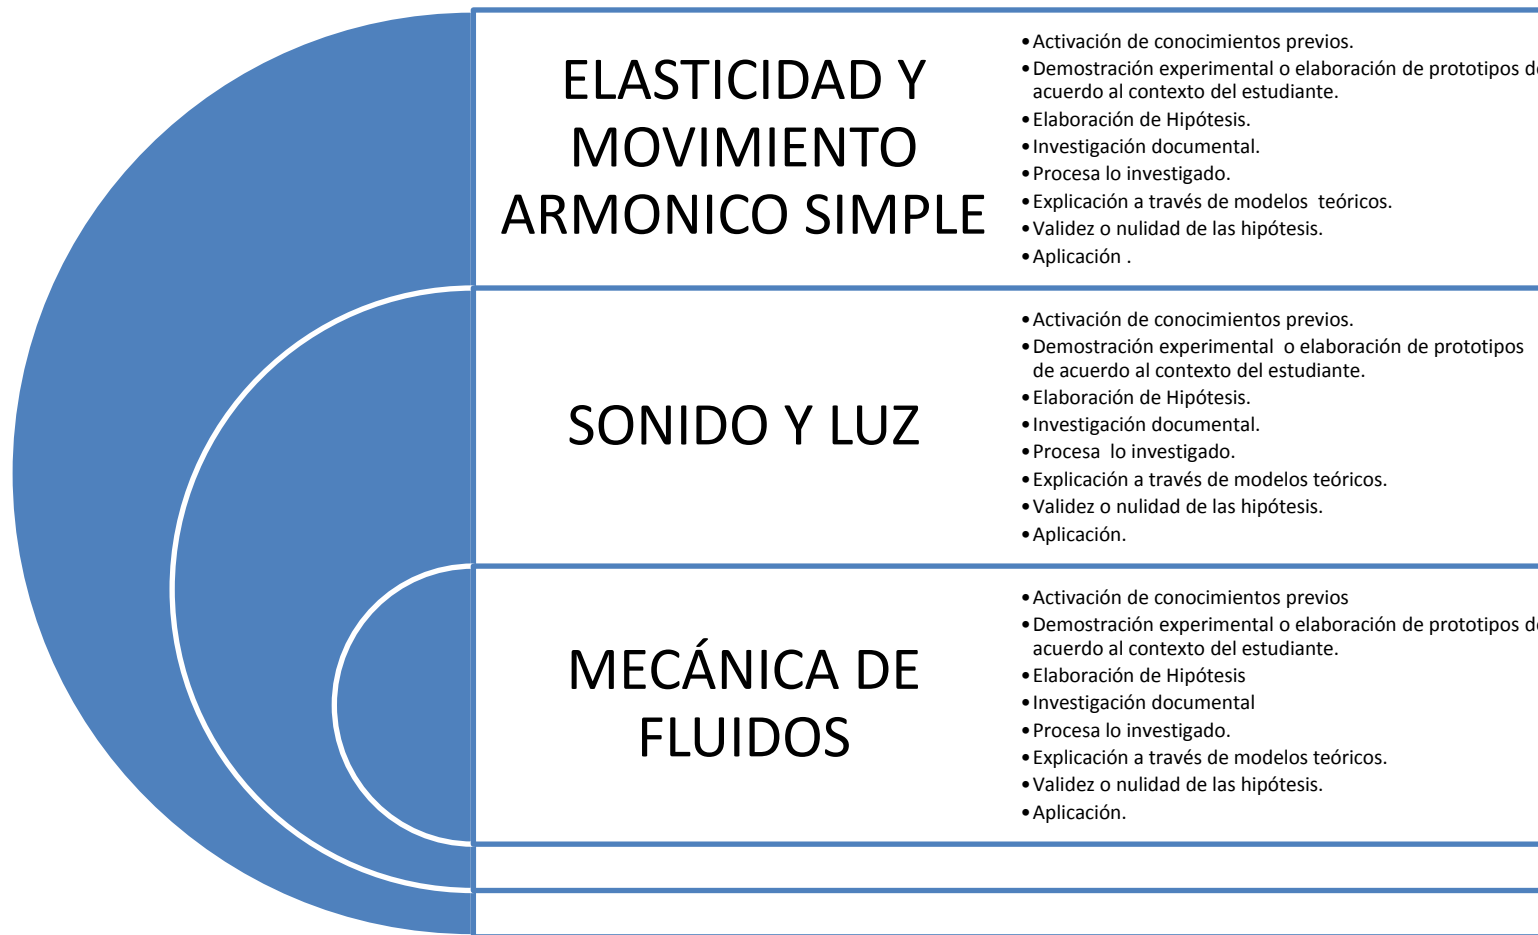 ELASTICIDAD Y
MOVIMIENTO
ARMONICO SIMPLE
•Activación de conocimientos previos.
•Demostración experimental o elaboración de prototipos de
acuerdo al contexto del estudiante.
•Elaboración de Hipótesis.
•Investigación documental.
•Procesa lo investigado.
•Explicación a través de modelos  teóricos.
•Validez o nulidad de las hipótesis.
•Aplicación .
SONIDO Y LUZ
•Activación de conocimientos previos.
•Demostración experimental  o elaboración de prototipos
de acuerdo al contexto del estudiante.
•Elaboración de Hipótesis.
•Investigación documental.
•Procesa  lo investigado.
•Explicación a través de modelos teóricos.
•Validez o nulidad de las hipótesis.
•Aplicación.
MECÁNICA DE
FLUIDOS
•Activación de conocimientos previos
•Demostración experimental o elaboración de prototipos de
acuerdo al contexto del estudiante.
•Elaboración de Hipótesis
•Investigación documental
•Procesa lo investigado.
•Explicación a través de modelos teóricos.
•Validez o nulidad de las hipótesis.
•Aplicación.